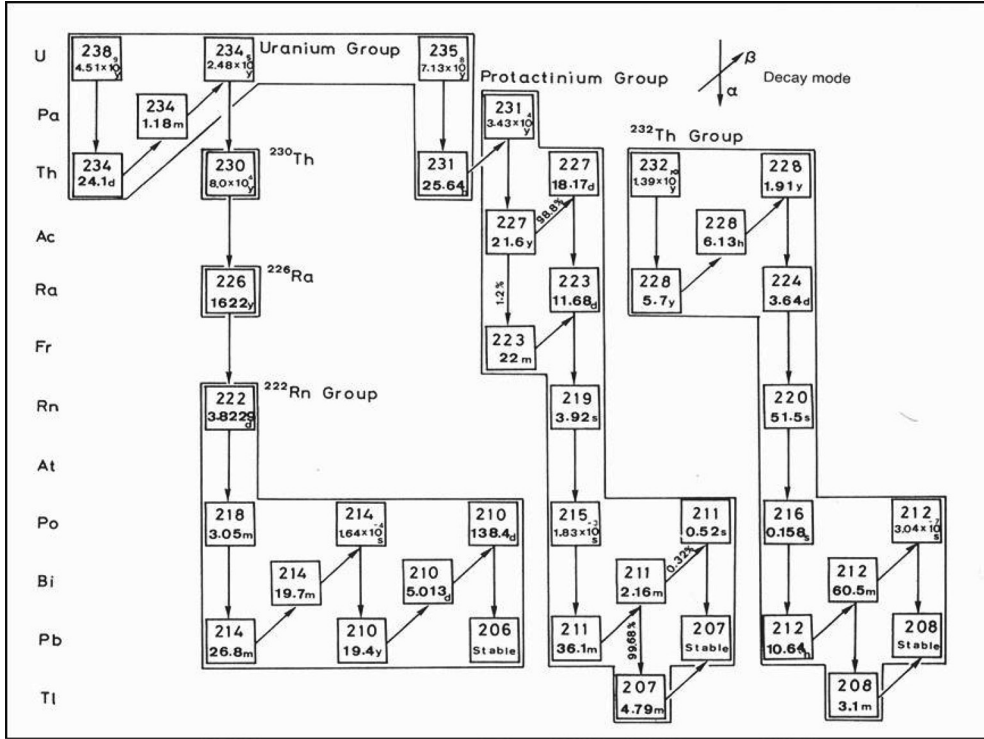 U
238
4.51×10⁹y
234
2.48×10⁵y
Uranium Group
235
7.13×10⁸y
Protactinium Group
β
α
Decay mode
Pa
234
1.18m
231
3.43×10⁴y
²³²Th Group
Th
234
24.1d
230
8.0×10⁴y
²³⁰Th
231
25.64h
227
18.17d
232
1.39×10¹⁰y
228
1.91y
98.8%
Ac
227
21.6y
228
6.13h
Ra
226
1622y
²²⁶Ra
1.2%
223
11.68d
228
5.7y
224
3.64d
Fr
223
22m
Rn
222
3.8229d
²²²Rn Group
219
3.92s
220
51.5s
At
Po
218
3.05m
214
1.64×10⁻⁴s
210
138.4d
215
1.83×10⁻³s
211
0.52s
216
0.158s
212
3.04×10⁻⁷s
0.32%
Bi
214
19.7m
210
5.013d
211
2.16m
212
60.5m
Pb
214
26.8m
210
19.4y
206
Stable
211
36.1m
99.68%
207
Stable
212
10.64h
208
Stable
Tl
207
4.79m
208
3.1m